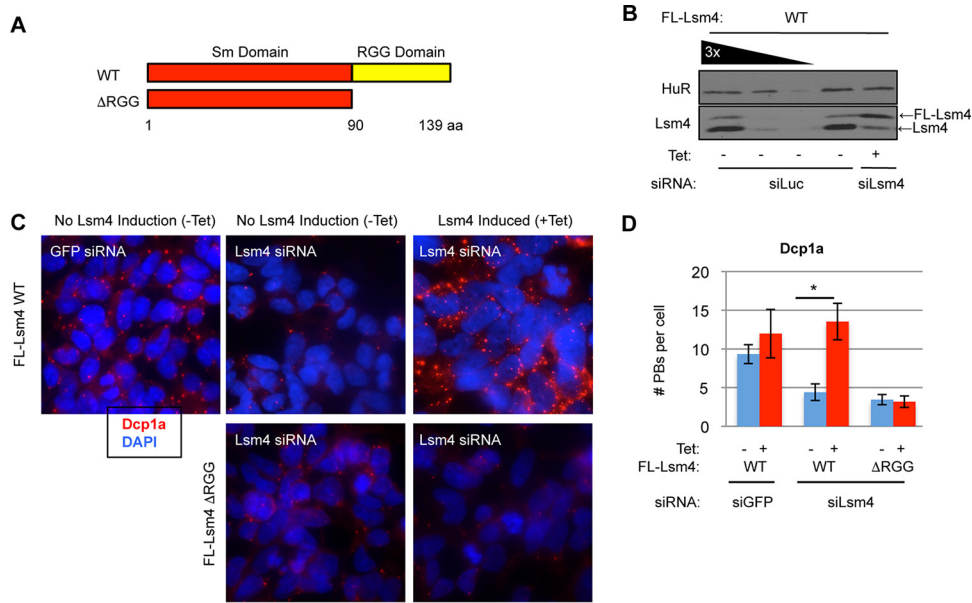 A
Sm Domain RGG Domain
WT
ΔRGG
1 90 139 aa
B
FL-Lsm4: WT
3x
HuR
Lsm4
←FL-Lsm4
←Lsm4
Tet: - - - - +
siRNA: siLuc siLsm4
C
No Lsm4 Induction (-Tet) No Lsm4 Induction (-Tet) Lsm4 Induced (+Tet)
FL-Lsm4 WT
GFP siRNA Lsm4 siRNA Lsm4 siRNA
Dcp1a
DAPI
FL-Lsm4 ΔRGG
Lsm4 siRNA Lsm4 siRNA
D
Dcp1a
# PBs per cell
20
15
10
5
0
*
Tet: - + - + - +
FL-Lsm4: WT WT ΔRGG
siRNA: siGFP siLsm4